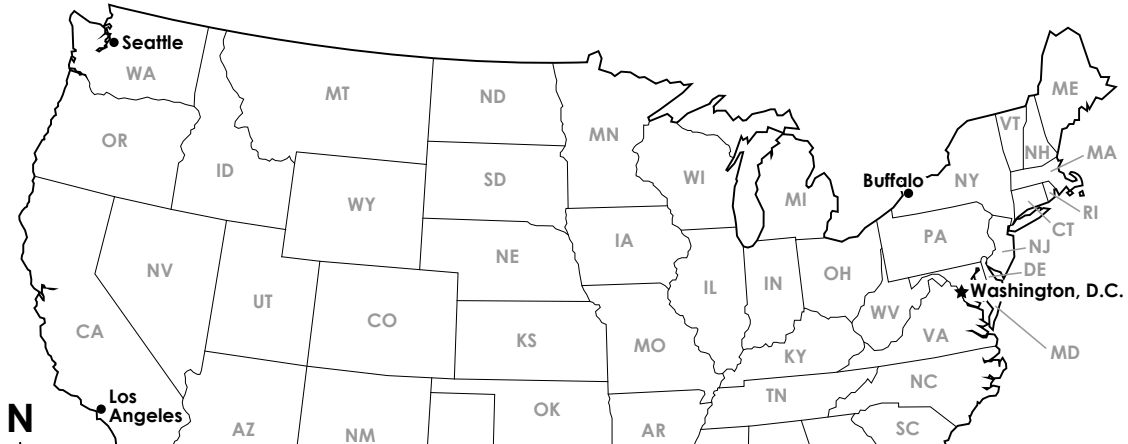 Seattle
WA
MT
ND
ME
OR
MN
VT
NH
MA
ID
SD
WI
NY
Buffalo
WY
MI
RI
CT
PA
NJ
IA
NE
NV
DE
UT
IL
IN
OH
Washington, D.C.
CO
WV
CA
KS
MO
VA
KY
MD
TN
NC
Los
Angeles
N
OK
AZ
NM
AR
SC